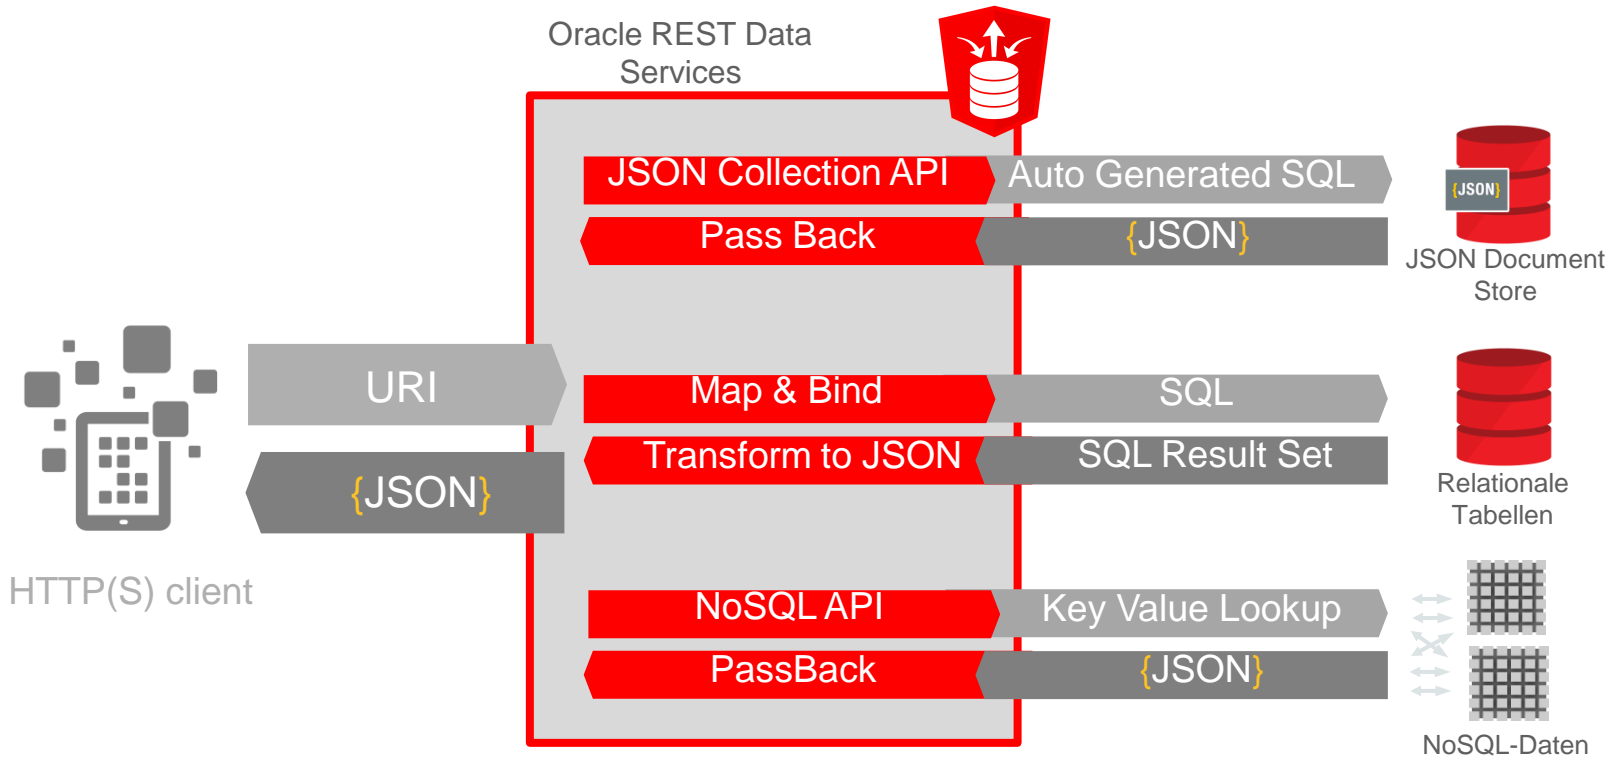 Oracle REST Data
Services
JSON Collection API
Auto Generated SQL
Pass Back
{JSON}
{JSON}
JSON Document
Store
URI
{JSON}
HTTP(S) client
Map & Bind
SQL
Transform to JSON
SQL Result Set
Relationale
Tabellen
NoSQL API
Key Value Lookup
PassBack
{JSON}
NoSQL-Daten